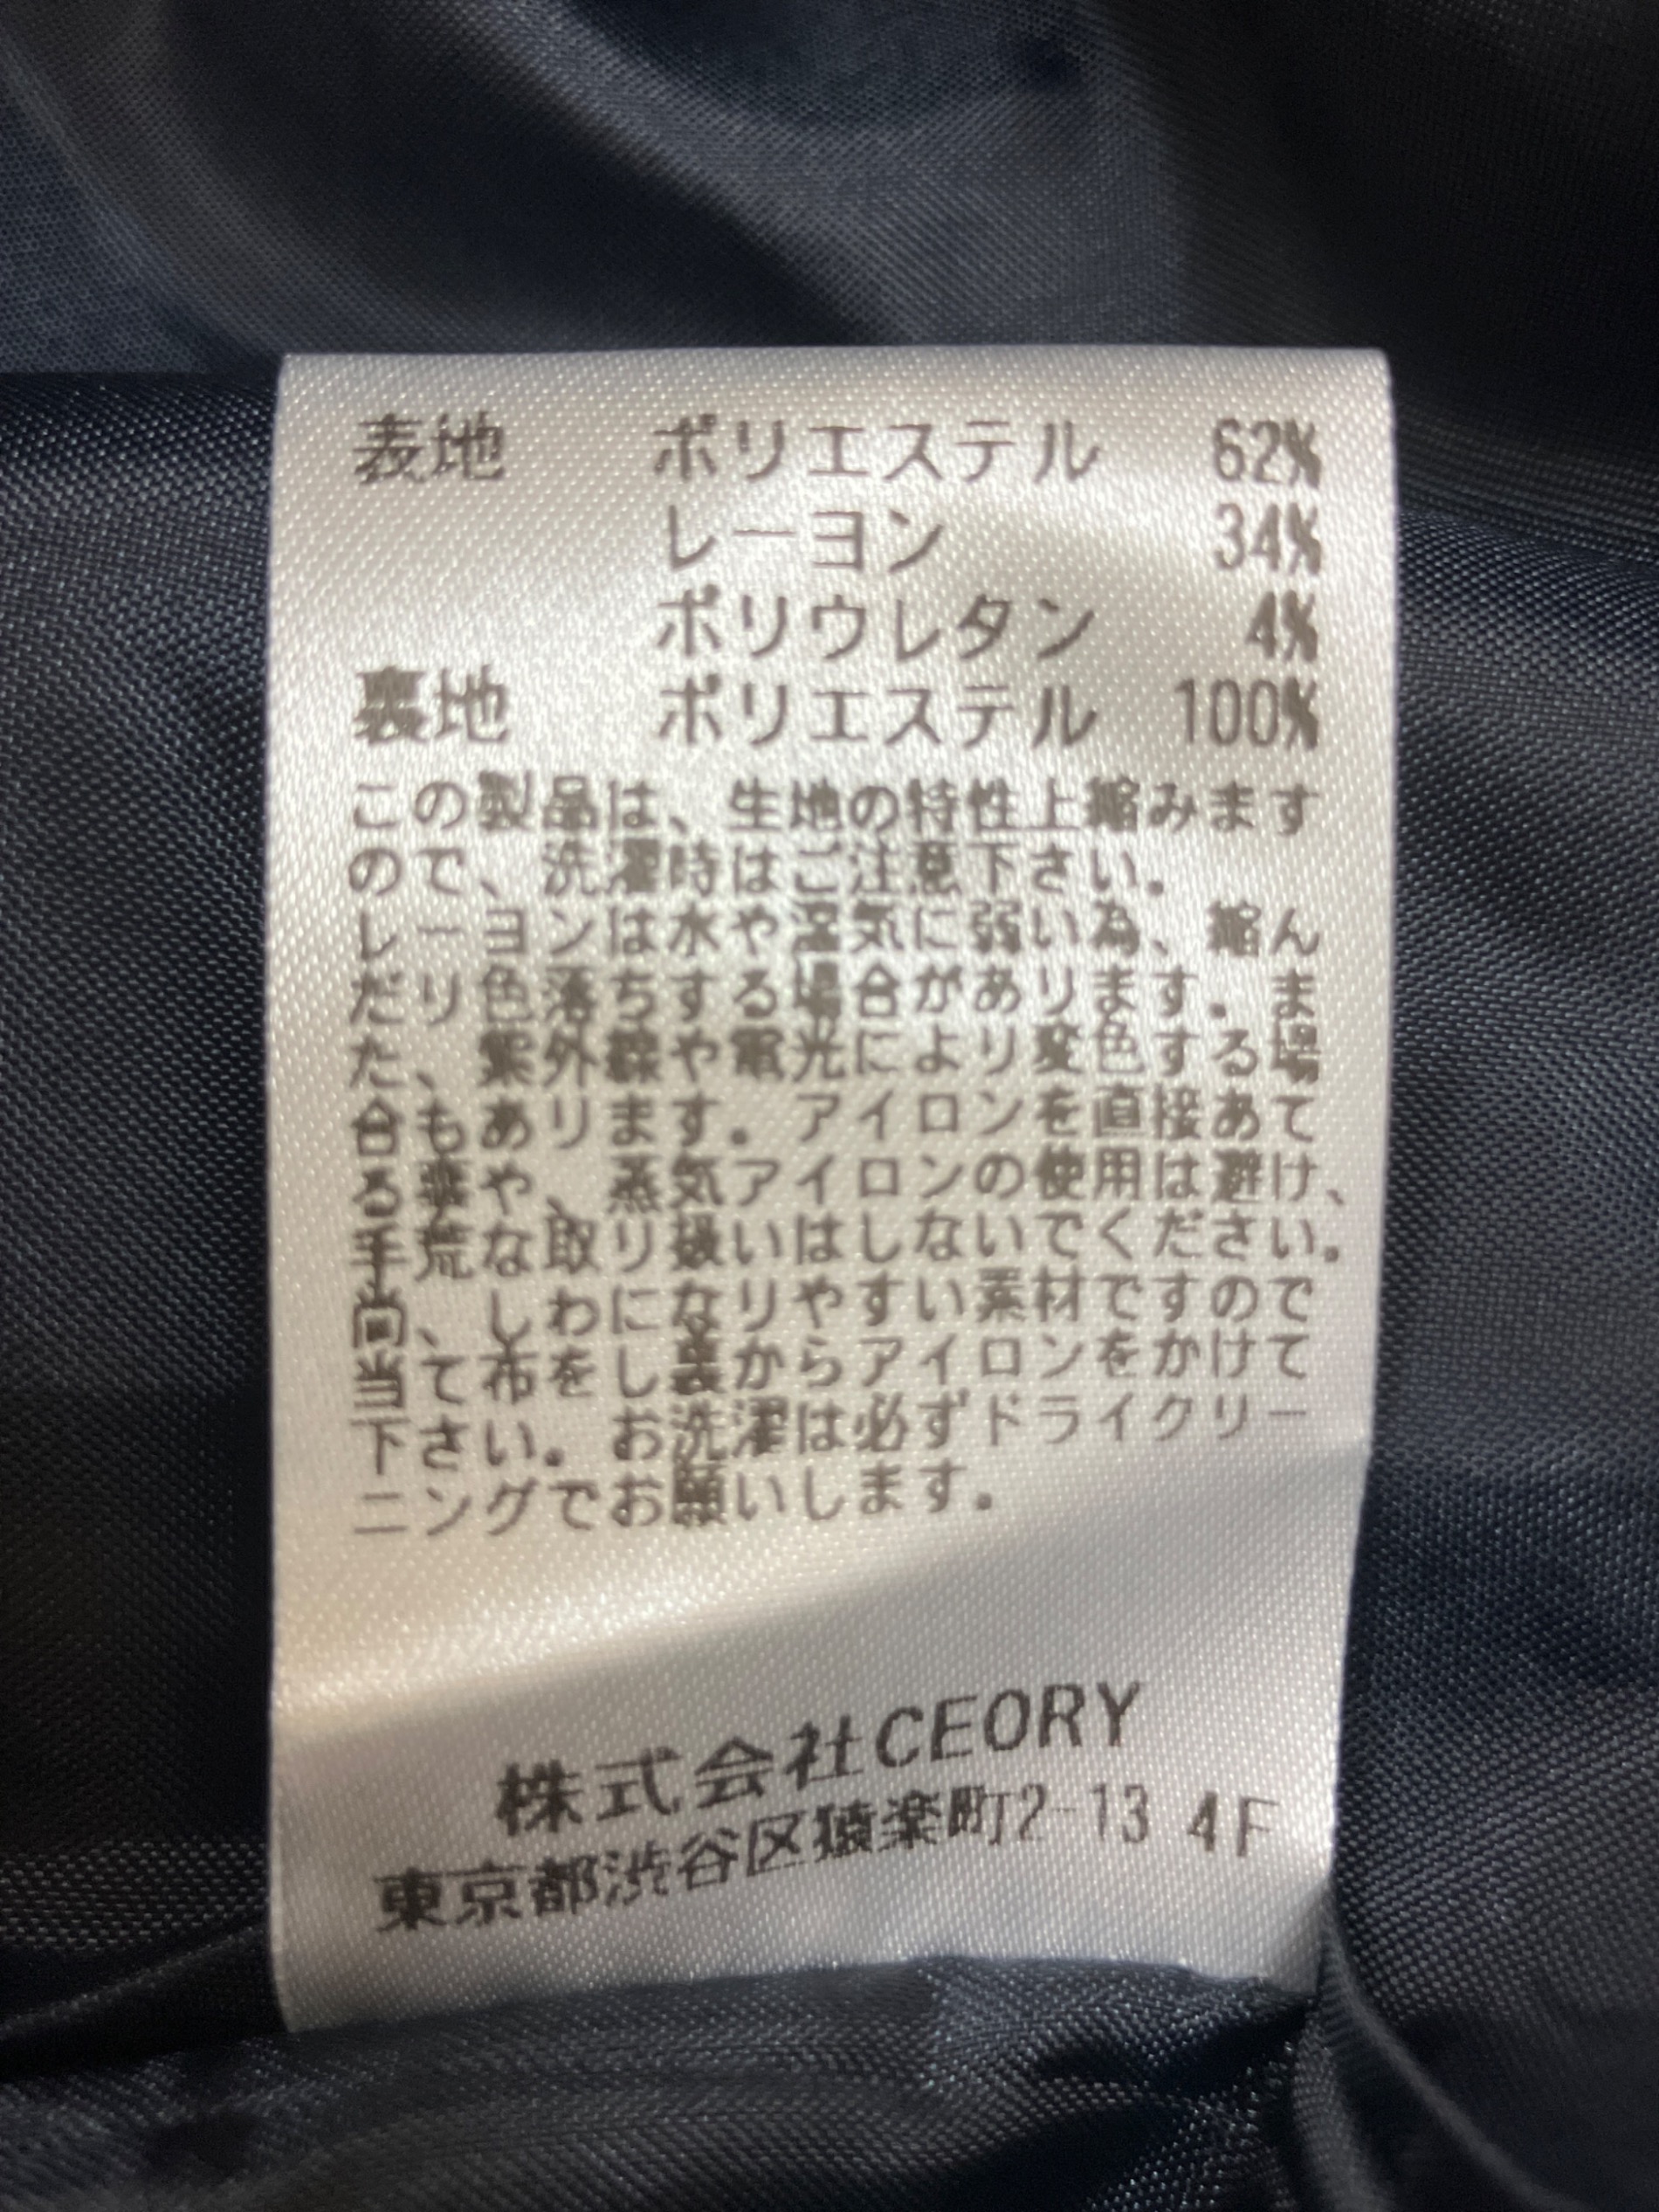 表地 ポリエステル 62%
レーヨン 34%
ポリウレタン 4%
裏地 ポリエステル 100%
この製品は、生地の特性上縮みます
ので、洗濯時はご注意下さい。
レーヨンは水や湿気に弱い為、縮ん
だり色落ちする場合があります。ま
た、紫外線や電光により変色する場
合もあります。アイロンを直接あて
る事や、蒸気アイロンの使用は避け、
手荒な取り扱いはしないでください。
尚、しわになりやすい素材ですので
当て布をし裏からアイロンをかけて
下さい。お洗濯は必ずドライクリー
ニングでお願いします。
株式会社CEORY
東京都渋谷区猿楽町2-13 4F